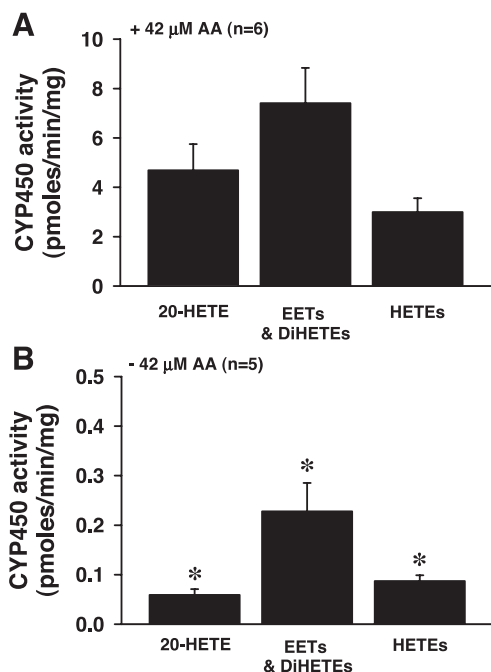 A
+ 42 μM AA (n=6)
CYP450 activity
(pmoles/min/mg)
10
8
6
4
2
0
20-HETE
EETs
& DiHETEs
HETEs
B
- 42 μM AA (n=5)
CYP450 activity
(pmoles/min/mg)
0.5
0.4
0.3
0.2
0.1
0.0
*
*
*
20-HETE
EETs
& DiHETEs
HETEs